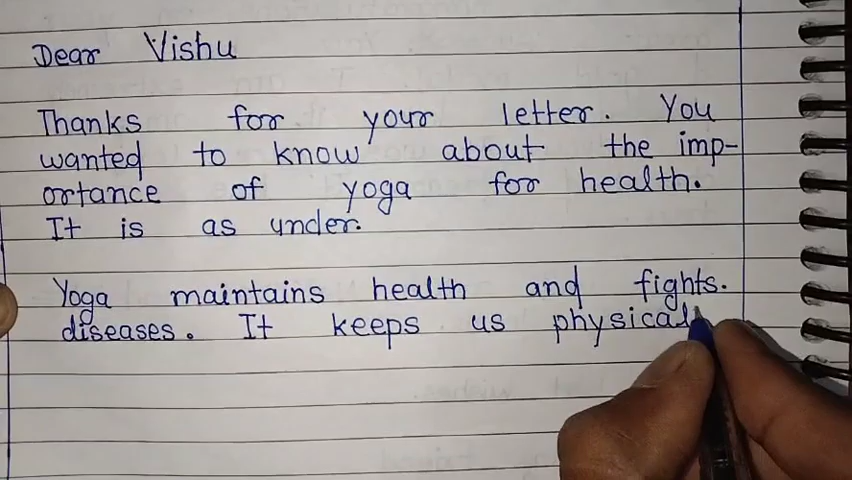 Dear Vishu
Thanks for your letter. You
wanted to know about the imp-
ortance of yoga for health.
It is as under.
Yoga maintains health and fights.
diseases. It keeps us physical